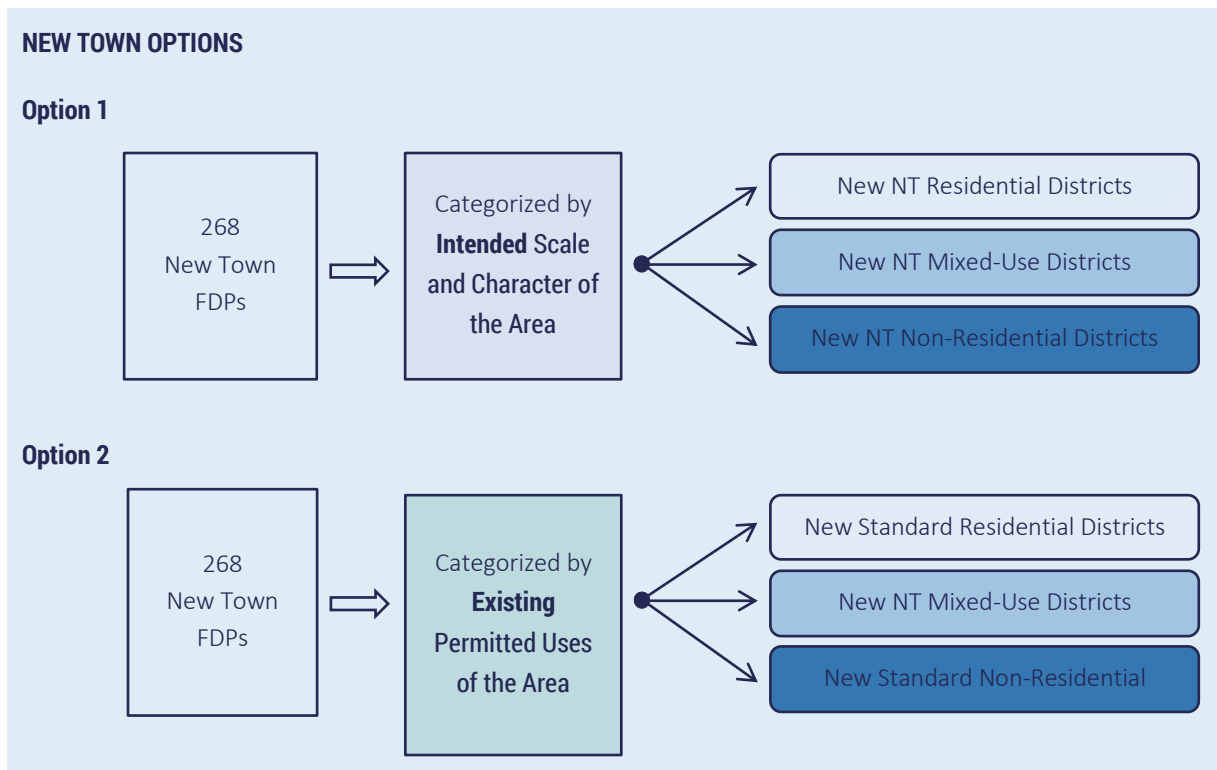 NEW TOWN OPTIONS
Option 1
268
New Town
FDPs
Categorized by
Intended Scale
and Character of
the Area
New NT Residential Districts
New NT Mixed-Use Districts
New NT Non-Residential Districts
Option 2
268
New Town
FDPs
Categorized by
Existing
Permitted Uses
of the Area
New Standard Residential Districts
New NT Mixed-Use Districts
New Standard Non-Residential